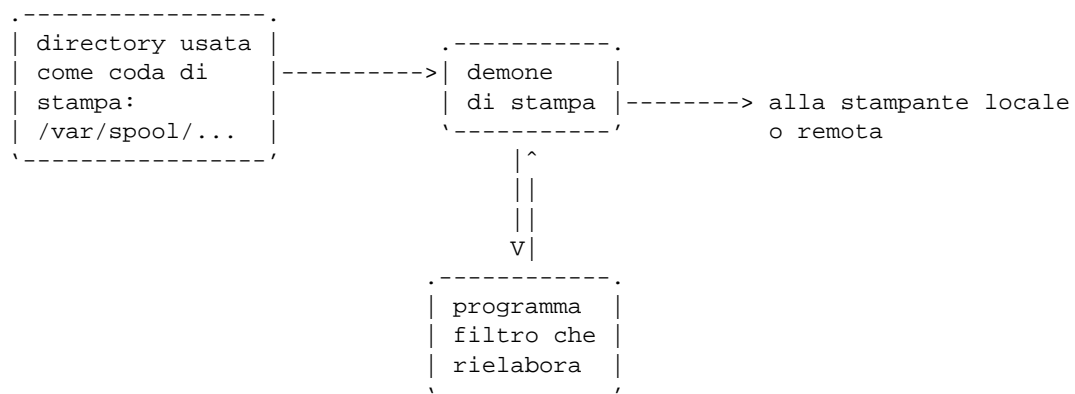 directory usata
come coda di
stampa:
/var/spool/...
demone
di stampa
alla stampante locale
o remota
programma
filtro che
rielabora